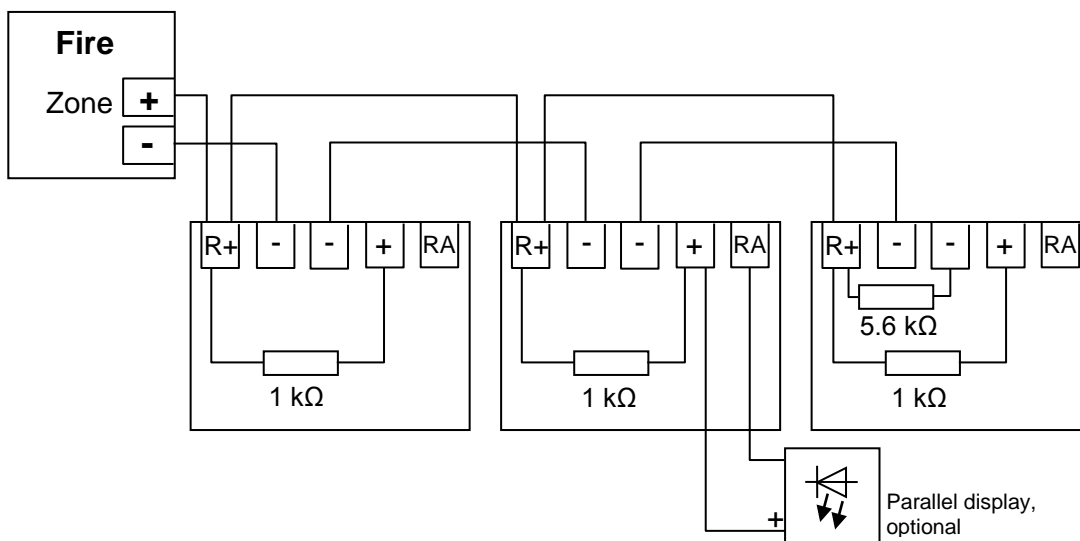 Fire
Zone +
-
R+ - - + RA
R+ - - + RA
R+ - - + RA
1 kΩ
1 kΩ
5.6 kΩ
1 kΩ
+
Parallel display,
optional